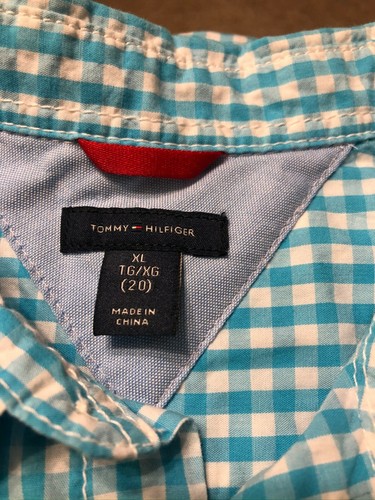 TOMMY HILFIGER
XL
TG/XG
(20)
MADE IN
CHINA